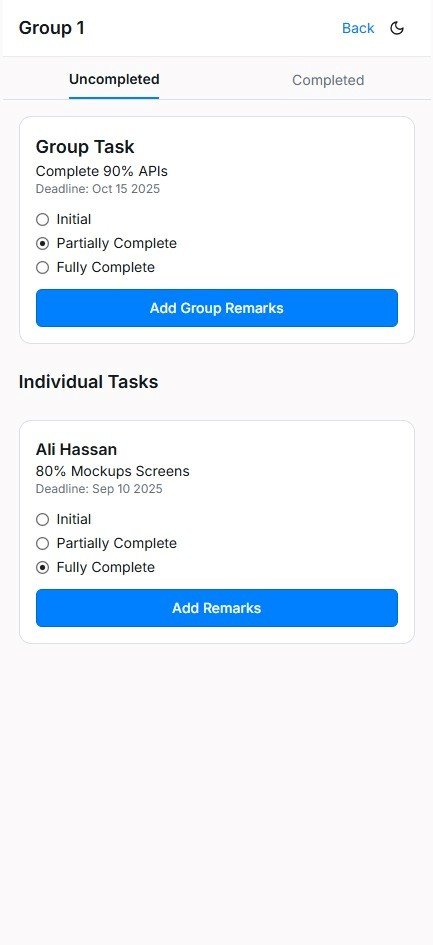 Group 1
Back
Uncompleted
Completed
Group Task
Complete 90% APIs
Deadline: Oct 15 2025
Initial
Partially Complete
Fully Complete
Add Group Remarks
Individual Tasks
Ali Hassan
80% Mockups Screens
Deadline: Sep 10 2025
Initial
Partially Complete
Fully Complete
Add Remarks